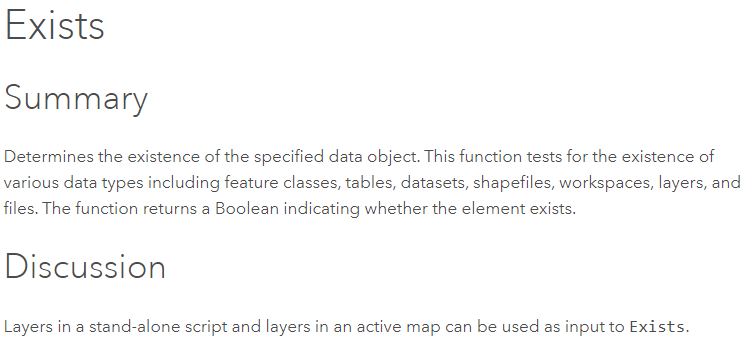 Exists
Summary
Determines the existence of the specified data object. This function tests for the existence of
various data types including feature classes, tables, datasets, shapefiles, workspaces, layers, and
files. The function returns a Boolean indicating whether the element exists.
Discussion
Layers in a stand-alone script and layers in an active map can be used as input to Exists.